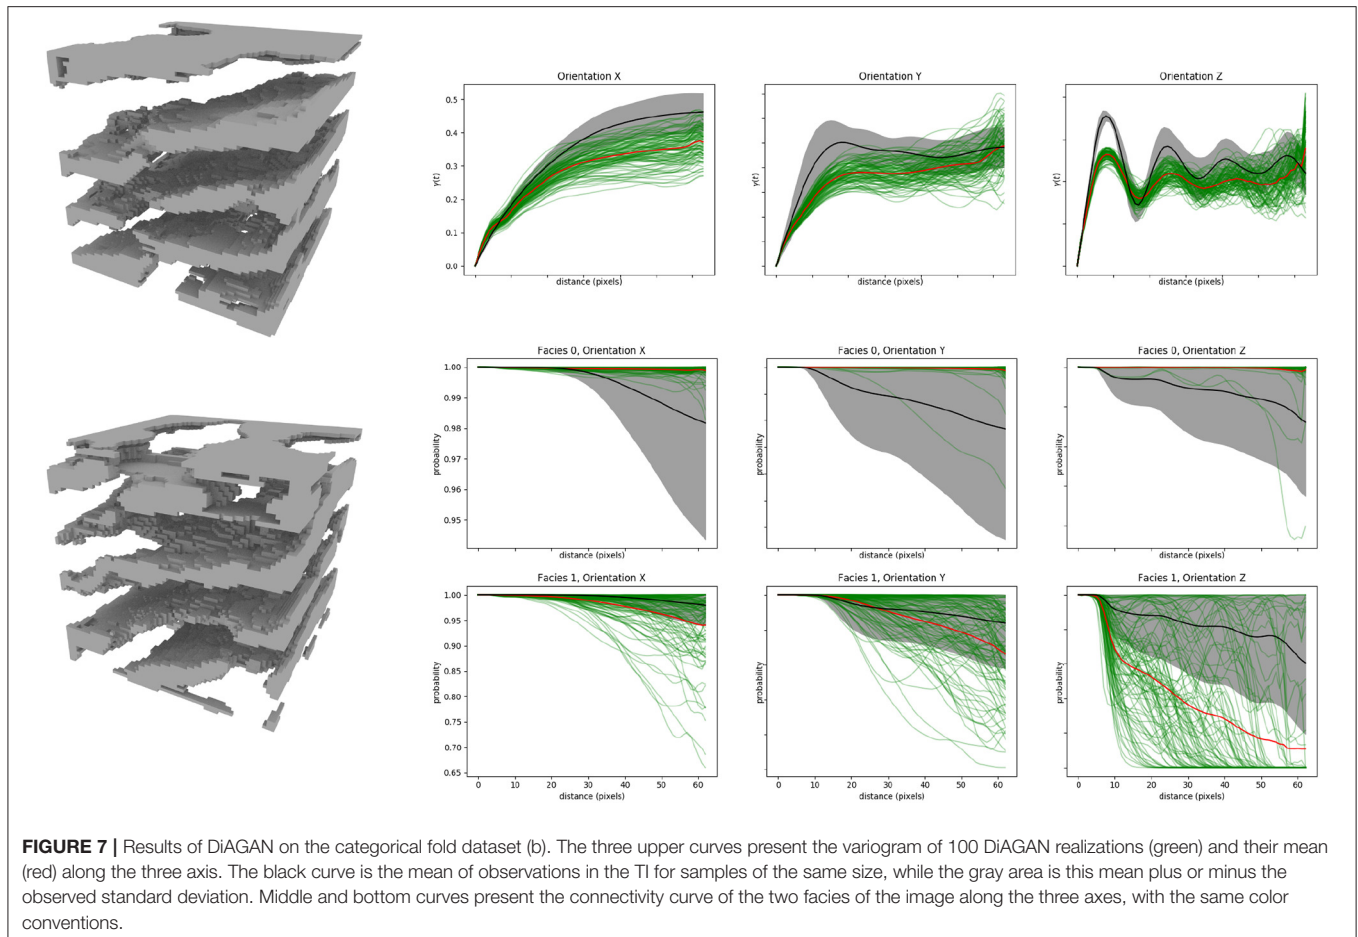 Orientation X
Orientation Y
Orientation Z
0.5
0.4
0.3
0.2
0.1
0.0
γ(t)
γ(t)
γ(t)
distance (pixels)
distance (pixels)
distance (pixels)
Facies 0, Orientation X
Facies 0, Orientation Y
Facies 0, Orientation Z
1.00
0.99
0.98
0.97
0.96
0.95
probability
probability
probability
distance (pixels)
distance (pixels)
distance (pixels)
Facies 1, Orientation X
Facies 1, Orientation Y
Facies 1, Orientation Z
1.00
0.95
0.90
0.85
0.80
0.75
0.70
0.65
probability
probability
probability
0 10 20 30 40 50 60
0 10 20 30 40 50 60
0 10 20 30 40 50 60
distance (pixels)
distance (pixels)
distance (pixels)
FIGURE 7 | Results of DiAGAN on the categorical fold dataset (b). The three upper curves present the variogram of 100 DiAGAN realizations (green) and their mean
(red) along the three axis. The black curve is the mean of observations in the TI for samples of the same size, while the gray area is this mean plus or minus the
observed standard deviation. Middle and bottom curves present the connectivity curve of the two facies of the image along the three axes, with the same color
conventions.